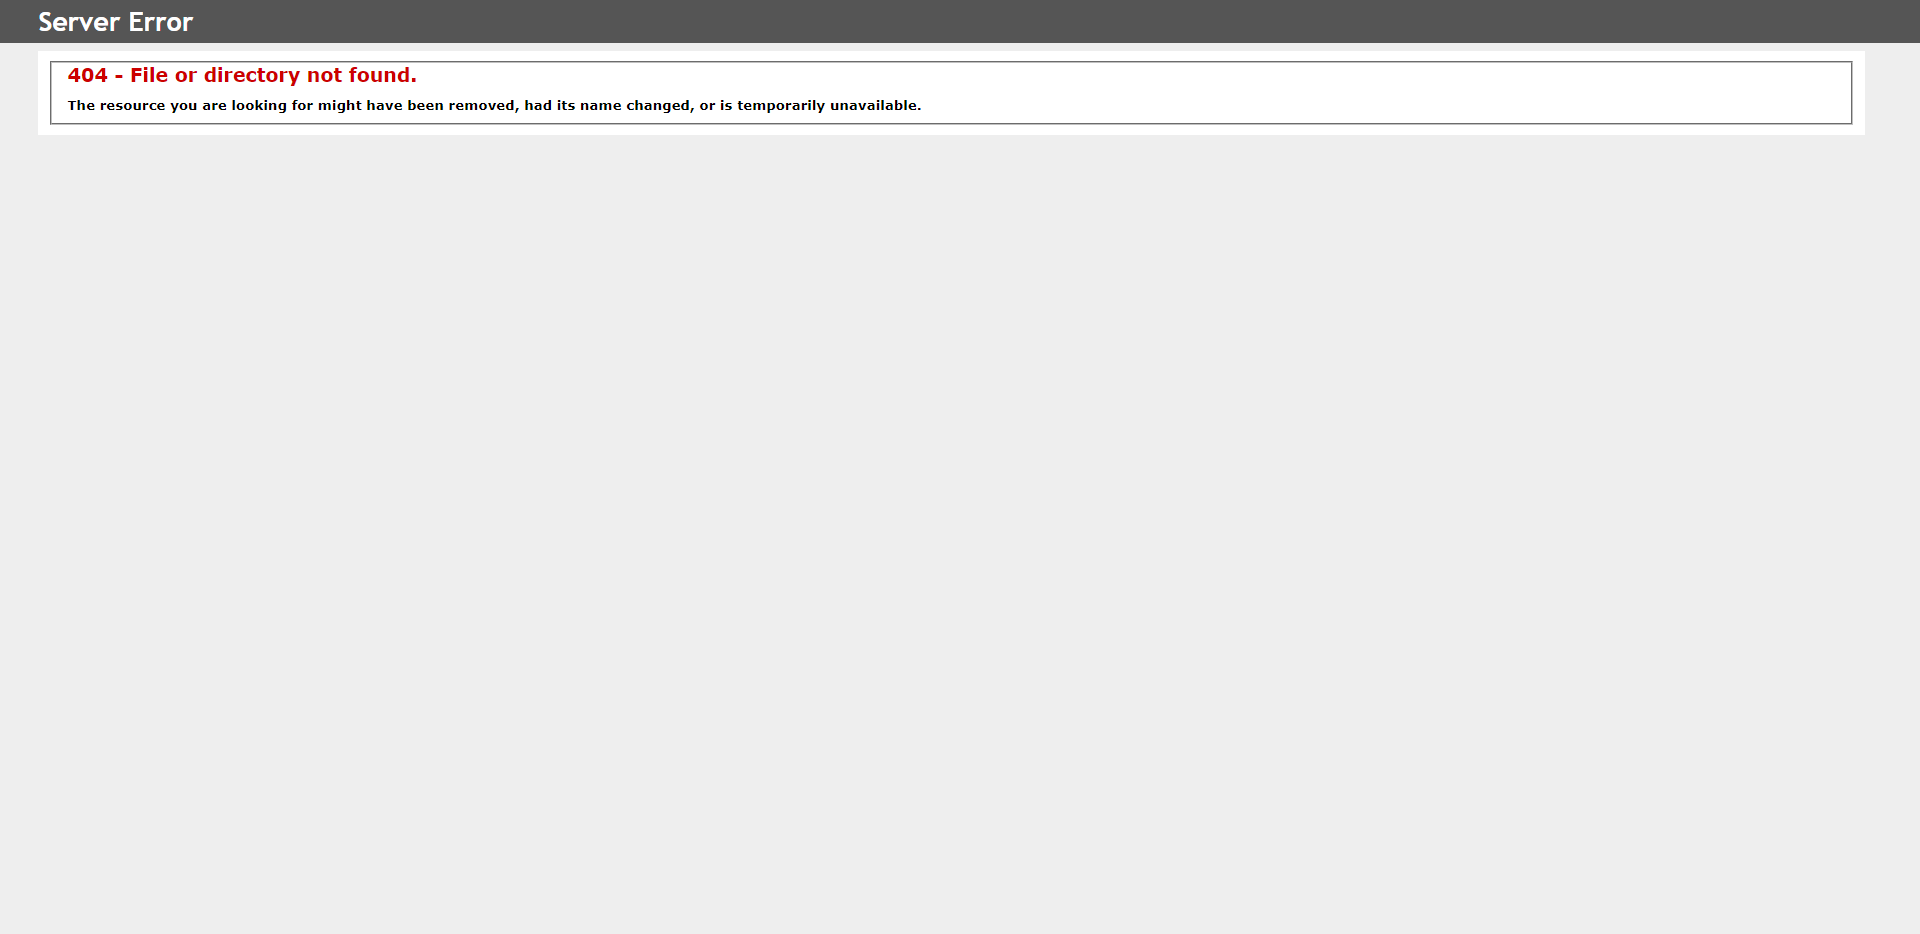 Server Error
404 - File or directory not found.
The resource you are looking for might have been removed, had its name changed, or is temporarily unavailable.